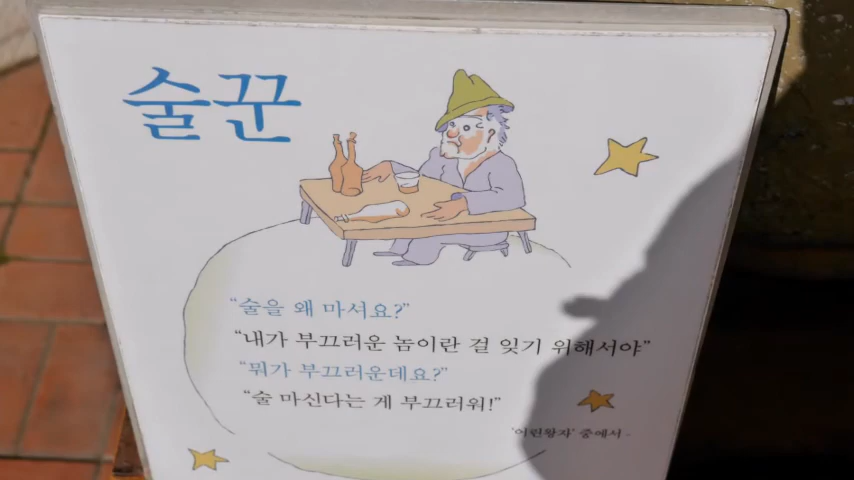 술꾼
“술을 왜 마셔요?”
“내가 부끄러운 놈이란 걸 잊기 위해서야”
“뭐가 부끄러운데요?”
“술 마신다는 게 부끄러워!”
‘어린왕자’ 중에서 -